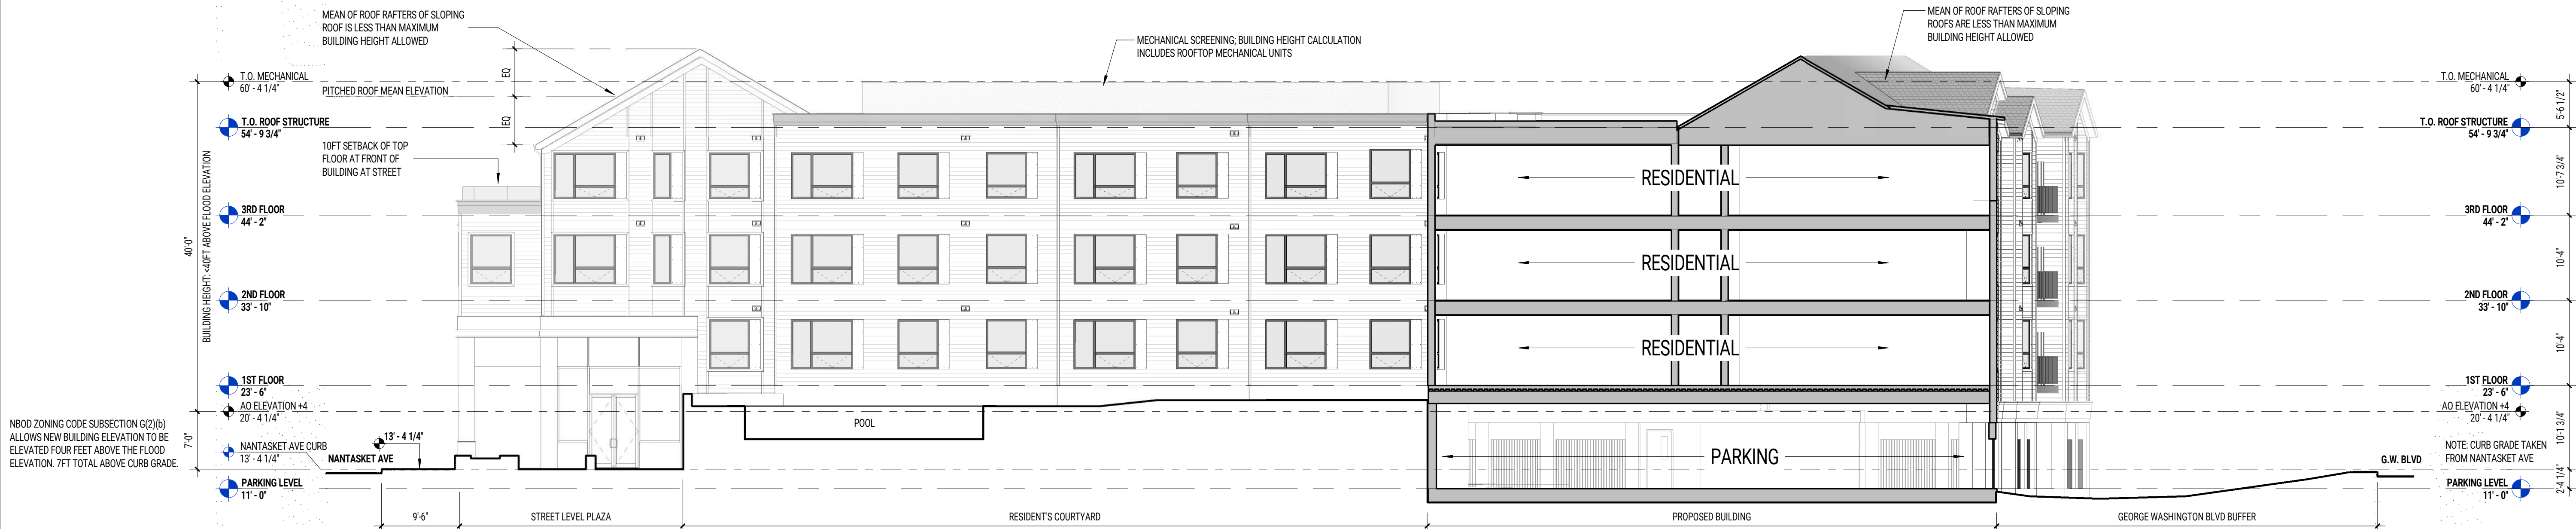 MEAN OF ROOF RAFTERS OF SLOPING
ROOF IS LESS THAN MAXIMUM
BUILDING HEIGHT ALLOWED
MECHANICAL SCREENING; BUILDING HEIGHT CALCULATION
INCLUDES ROOFTOP MECHANICAL UNITS
MEAN OF ROOF RAFTERS OF SLOPING
ROOFS ARE LESS THAN MAXIMUM
BUILDING HEIGHT ALLOWED
T.O. MECHANICAL
60' - 4 1/4"
PITCHED ROOF MEAN ELEVATION
EQ
EQ
T.O. ROOF STRUCTURE
54' - 9 3/4"
10FT SETBACK OF TOP
FLOOR AT FRONT OF
BUILDING AT STREET
3RD FLOOR
44' - 2"
40'-0"
BUILDING HEIGHT: <40FT ABOVE FLOOD ELEVATION
2ND FLOOR
33' - 10"
1ST FLOOR
23' - 6"
AO ELEVATION +4
20' - 4 1/4"
7'-0"
NBOD ZONING CODE SUBSECTION G(2)(b)
ALLOWS NEW BUILDING ELEVATION TO BE
ELEVATED FOUR FEET ABOVE THE FLOOD
ELEVATION. 7FT TOTAL ABOVE CURB GRADE.
NANTASKET AVE CURB
13' - 4 1/4"
13' - 4 1/4"
NANTASKET AVE
PARKING LEVEL
11' - 0"
POOL
RESIDENTIAL
RESIDENTIAL
RESIDENTIAL
PARKING
T.O. MECHANICAL
60' - 4 1/4"
5'-6 1/2"
T.O. ROOF STRUCTURE
54' - 9 3/4"
10'-7 3/4"
3RD FLOOR
44' - 2"
10'-4"
2ND FLOOR
33' - 10"
10'-4"
1ST FLOOR
23' - 6"
AO ELEVATION +4
20' - 4 1/4"
10'-1 3/4"
NOTE: CURB GRADE TAKEN
FROM NANTASKET AVE
G.W. BLVD
2'-4 1/4"
PARKING LEVEL
11' - 0"
9'-6"
STREET LEVEL PLAZA
RESIDENT'S COURTYARD
PROPOSED BUILDING
GEORGE WASHINGTON BLVD BUFFER